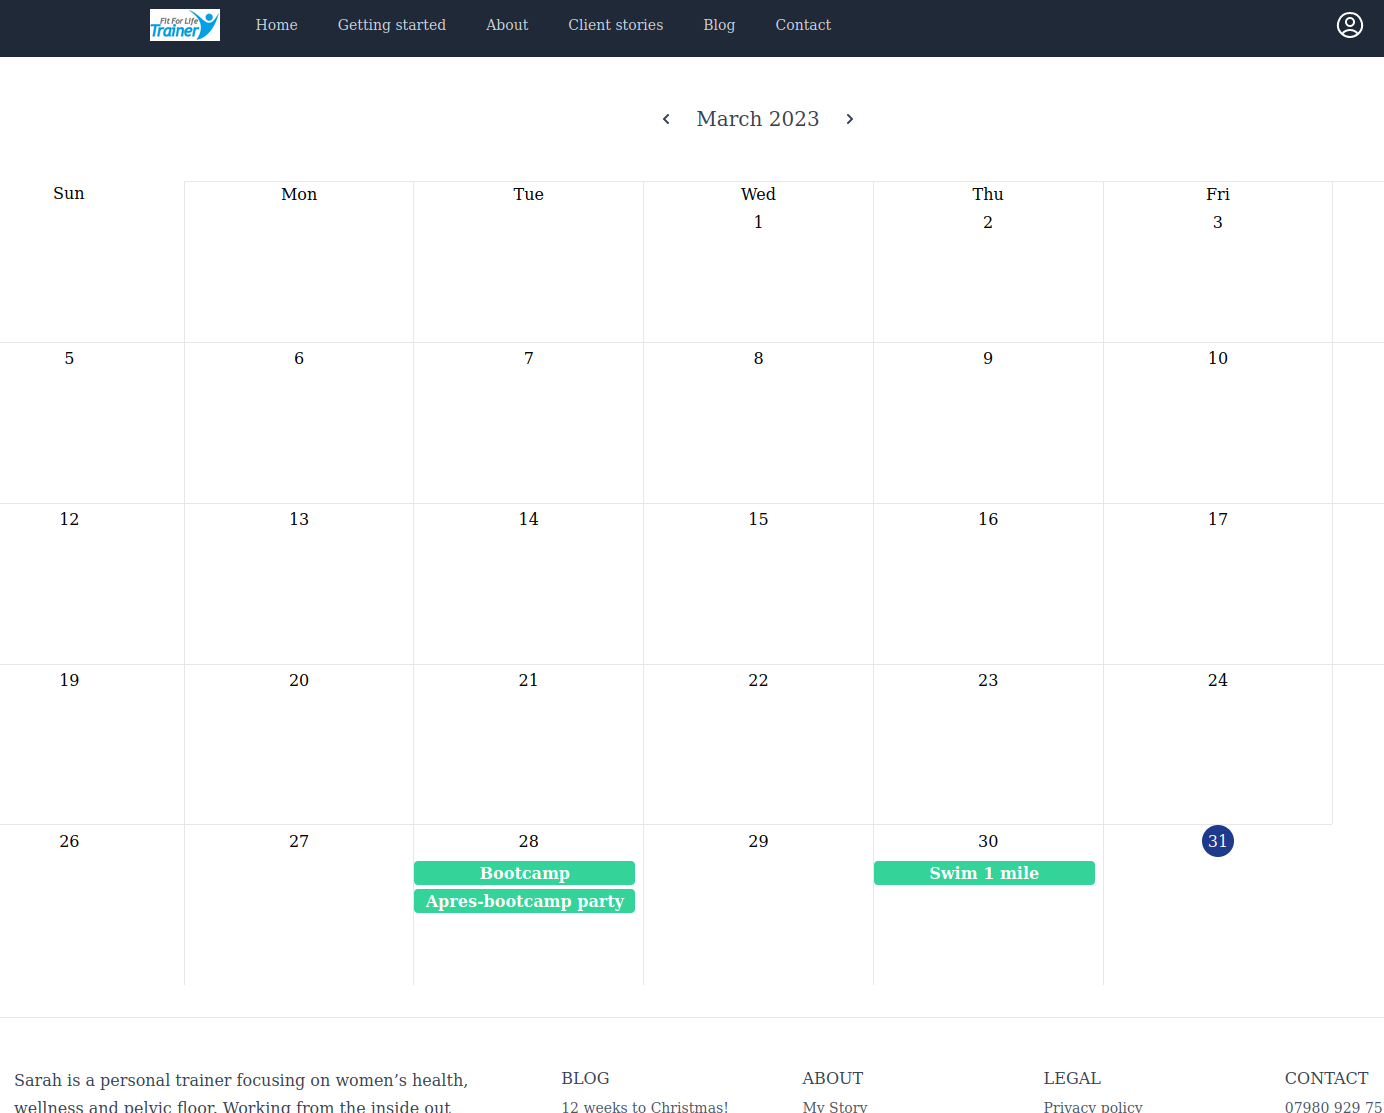 Fit For Life
Trainer
Home Getting started About Client stories Blog Contact
March 2023
Sun Mon Tue Wed Thu Fri
1 2 3
5 6 7 8 9 10
12 13 14 15 16 17
19 20 21 22 23 24
26 27 28 29 30 31
Bootcamp Swim 1 mile
Apres-bootcamp party
Sarah is a personal trainer focusing on women’s health,
wellness and pelvic floor. Working from the inside out
BLOG
12 weeks to Christmas!
ABOUT
My Story
LEGAL
Privacy policy
CONTACT
07980 929 75